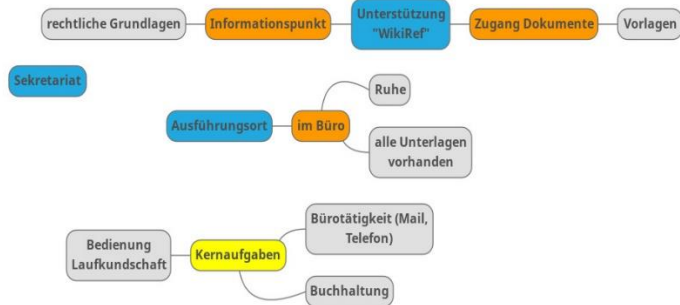 rechtliche Grundlagen
Informationspunkt
Unterstützung
"WikiRef"
Zugang Dokumente
Vorlagen
Sekretariat
Ruhe
Ausführungsort
im Büro
alle Unterlagen
vorhanden
Bürotätigkeit (Mail,
Telefon)
Bedienung
Laufkundschaft
Kernaufgaben
Buchhaltung